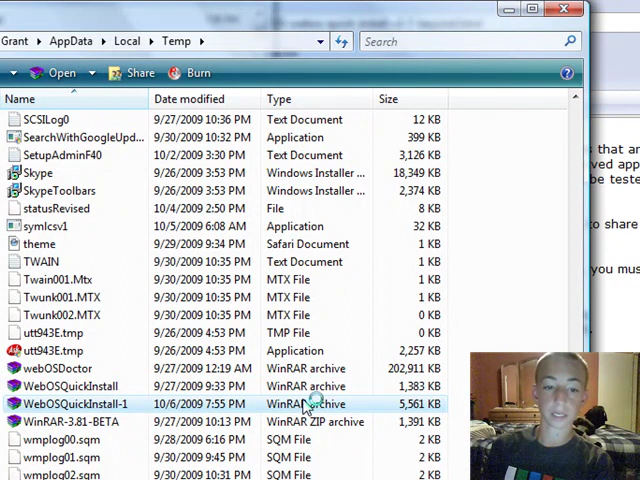 Grant ▸ AppData ▸ Local ▸ Temp ▸ Search
Open Share Burn
Name Date modified Type Size
SCSILog0 9/27/2009 10:36 PM Text Document 12 KB
SearchWithGoogleUpd... 9/30/2009 10:32 PM Application 399 KB
SetupAdminF40 10/2/2009 3:30 PM Text Document 3,126 KB
Skype 9/26/2009 3:53 PM Windows Installer ... 18,349 KB
SkypeToolbars 9/26/2009 3:53 PM Windows Installer ... 2,374 KB
statusRevised 10/4/2009 2:50 PM File 8 KB
symlcsv1 10/5/2009 6:08 AM Application 32 KB
theme 9/29/2009 9:34 PM Safari Document 1 KB
TWAIN 9/30/2009 10:35 PM Text Document 1 KB
Twain001.Mtx 9/30/2009 10:35 PM MTX File 1 KB
Twunk001.MTX 9/30/2009 10:35 PM MTX File 1 KB
Twunk002.MTX 9/30/2009 10:35 PM MTX File 0 KB
utt943E.tmp 9/26/2009 4:53 PM TMP File 0 KB
utt943E.tmp 9/26/2009 4:53 PM Application 2,257 KB
webOSDoctor 9/27/2009 12:19 AM WinRAR archive 202,911 KB
WebOSQuickInstall 9/27/2009 9:33 PM WinRAR archive 1,383 KB
WebOSQuickInstall-1 10/6/2009 7:55 PM WinRAR archive 5,561 KB
WinRAR-3.81-BETA 9/27/2009 10:13 PM WinRAR ZIP archive 1,391 KB
wmplog00.sqm 9/28/2009 6:16 PM SQM File 2 KB
wmplog01.sqm 9/30/2009 9:45 PM SQM File 2 KB
wmplog02.sqm 9/30/2009 10:31 PM SQM File 2 KB
s that ar
ved app
be teste
to share
you mus